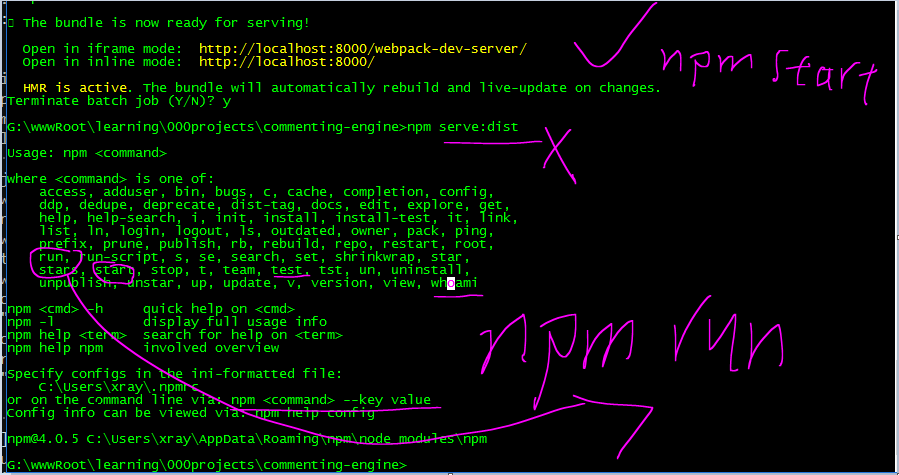 The bundle is now ready for serving!
Open in iframe mode: http://localhost:8000/webpack-dev-server/
Open in inline mode: http://localhost:8000/
HMR is active. The bundle will automatically rebuild and live-update on changes.
Terminate batch job (Y/N)? y
npm start
G:\wwwRoot\learning\000projects\commenting-engine>npm serve:dist
Usage: npm <command>
where <command> is one of:
access, adduser, bin, bugs, c, cache, completion, config,
ddp, dedupe, deprecate, dist-tag, docs, edit, explore, get,
help, help-search, i, init, install, install-test, it, link,
list, ln, login, logout, ls, outdated, owner, pack, ping,
prefix, prune, publish, rb, rebuild, repo, restart, root,
run, run-script, s, se, search, set, shrinkwrap, star,
stars, start, stop, t, team, test, tst, un, uninstall,
unpublish, unstar, up, update, v, version, view, whoami
npm <cmd> -h quick help on <cmd>
npm -l display full usage info
npm help <term> search for help on <term>
npm help npm involved overview
npm run
Specify configs in the ini-formatted file:
C:\Users\xray\.npmrc
or on the command line via: npm <command> --key value
Config info can be viewed via: npm help config
npm@4.0.5 C:\Users\xray\AppData\Roaming\npm\node_modules\npm
G:\wwwRoot\learning\000projects\commenting-engine>